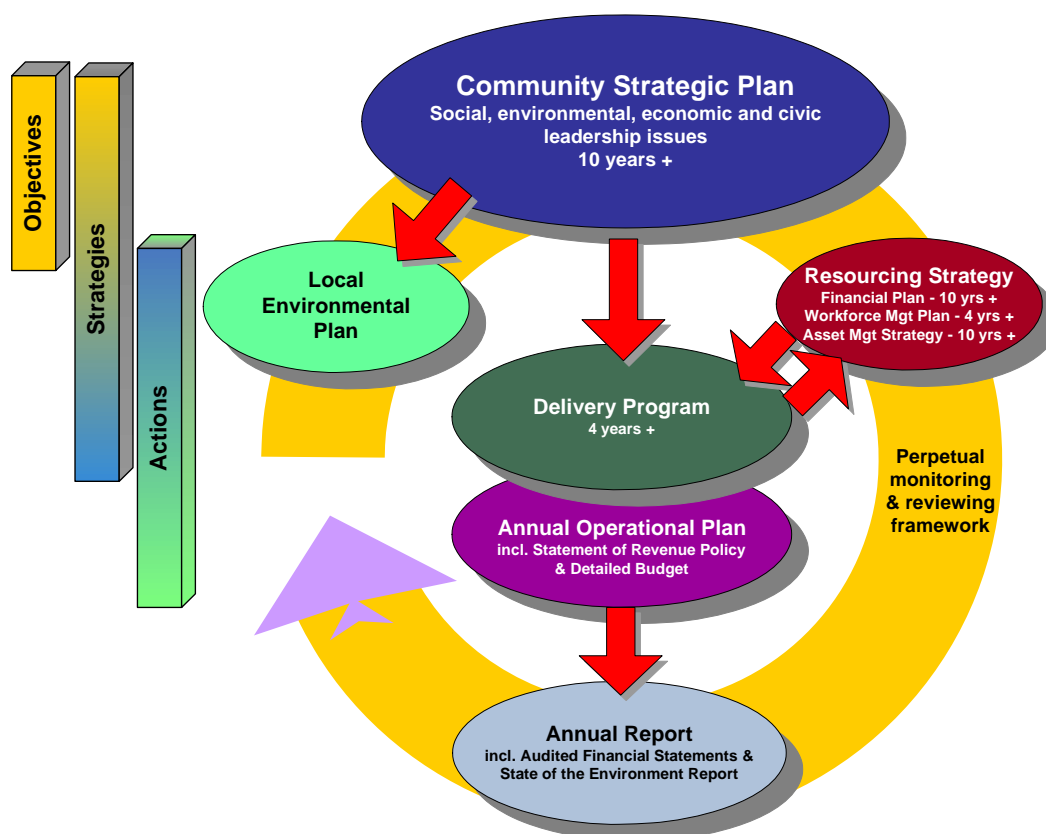 Objectives
Strategies
Actions
Community Strategic Plan
Social, environmental, economic and civic
leadership issues
10 years +
Local
Environmental
Plan
Resourcing Strategy
Financial Plan - 10 yrs +
Workforce Mgt Plan - 4 yrs +
Asset Mgt Strategy - 10 yrs +
Delivery Program
4 years +
Perpetual
monitoring
& reviewing
framework
Annual Operational Plan
incl. Statement of Revenue Policy
& Detailed Budget
Annual Report
incl. Audited Financial Statements &
State of the Environment Report